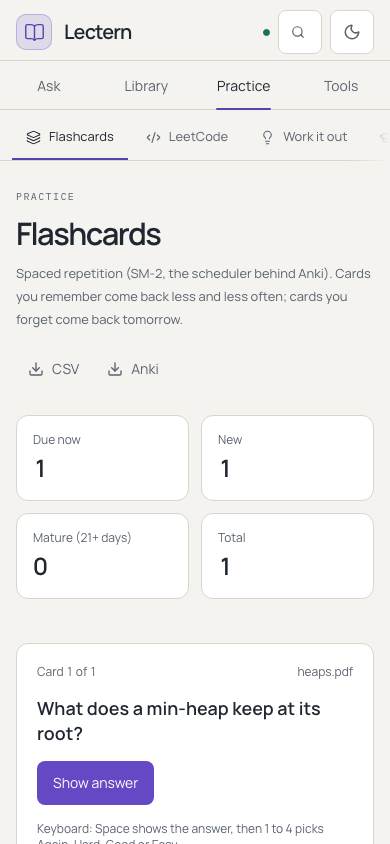 Lectern
Ask Library Practice Tools
Flashcards LeetCode Work it out
PRACTICE
Flashcards
Spaced repetition (SM-2, the scheduler behind Anki). Cards
you remember come back less and less often; cards you
forget come back tomorrow.
CSV Anki
Due now New
1 1
Mature (21+ days) Total
0 1
Card 1 of 1 heaps.pdf
What does a min-heap keep at its
root?
Show answer
Keyboard: Space shows the answer, then 1 to 4 picks
Again, Hard, Good or Easy.